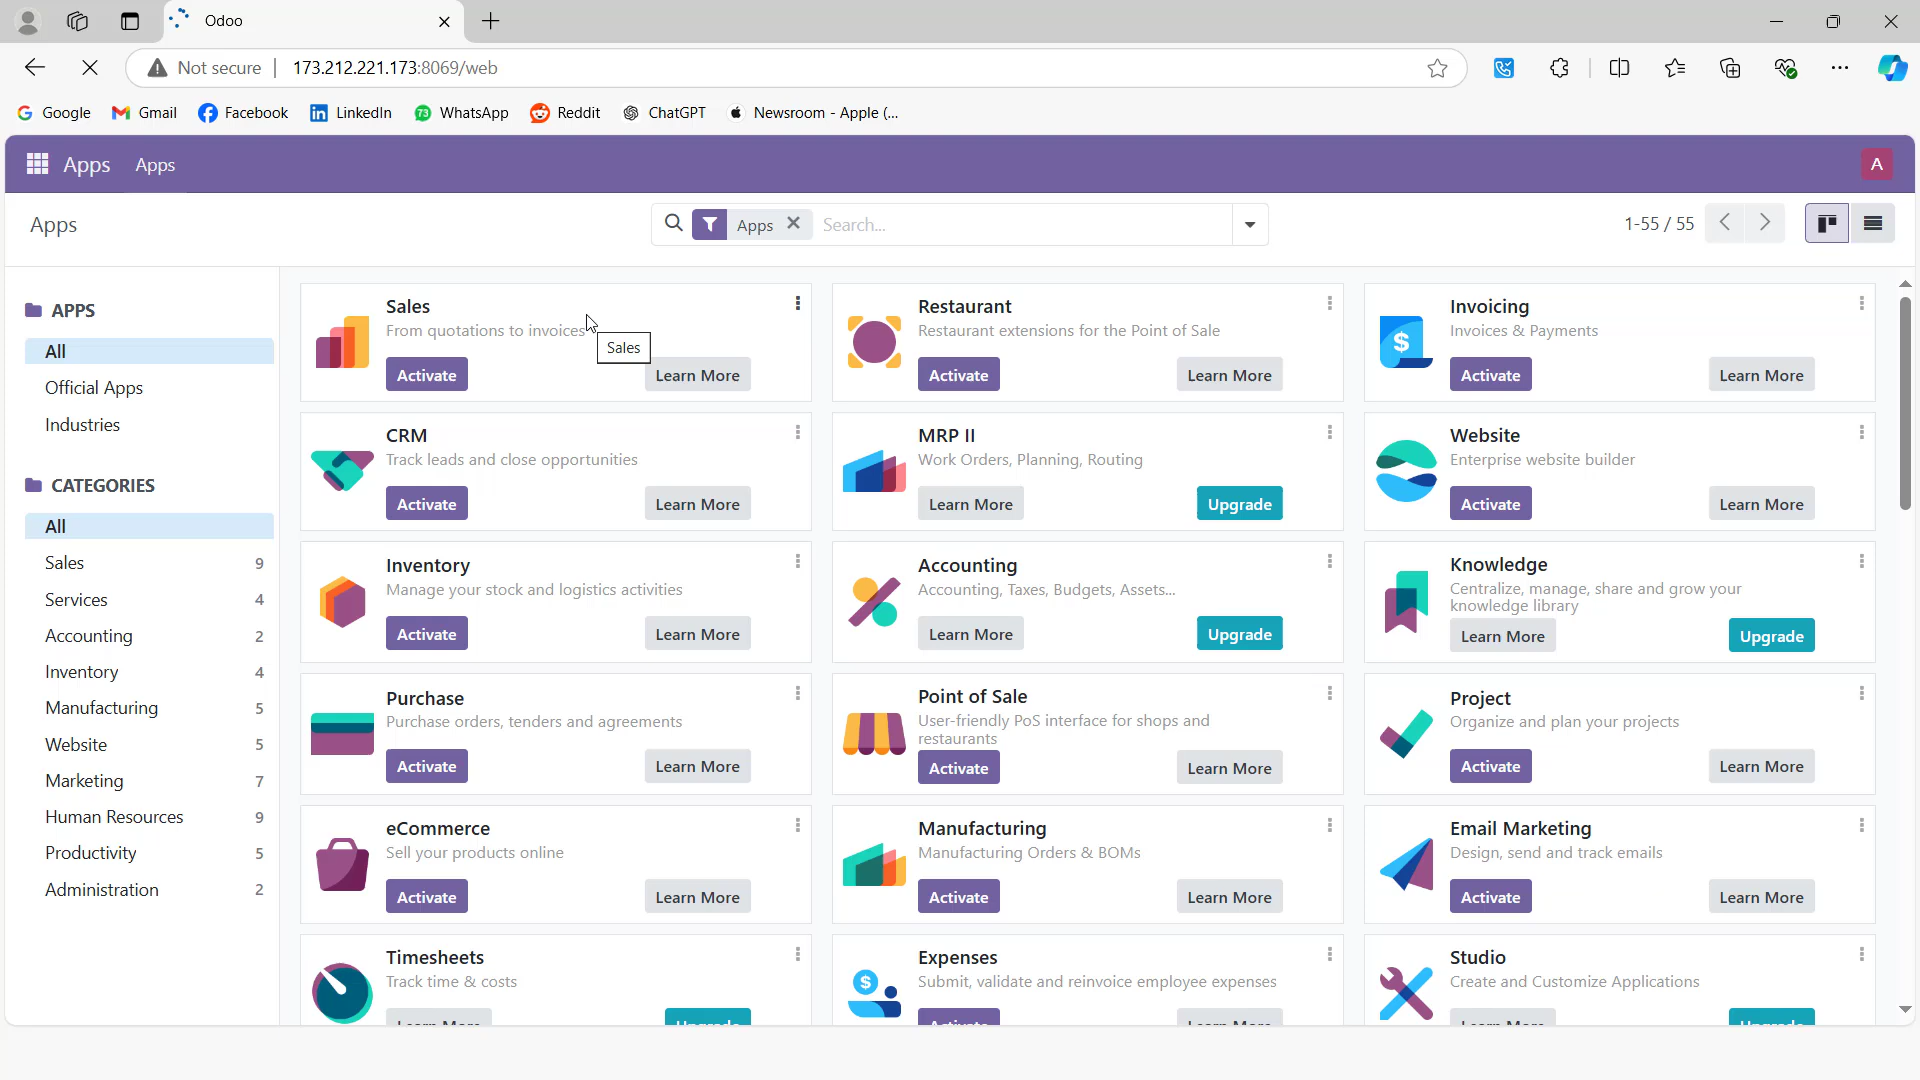 Odoo
Not secure
173.212.221.173:8069/web
Google
Gmail
Facebook
LinkedIn
73
WhatsApp
Reddit
ChatGPT
Newsroom - Apple (...
Apps
Apps
A
Apps
Apps
Search...
1-55 / 55
APPS
All
Official Apps
Industries
CATEGORIES
All
Sales 9
Services 4
Accounting 2
Inventory 4
Manufacturing 5
Website 5
Marketing 7
Human Resources 9
Productivity 5
Administration 2
Sales
From quotations to invoices
Sales
Activate
Learn More
Restaurant
Restaurant extensions for the Point of Sale
Activate
Learn More
$
Invoicing
Invoices & Payments
Activate
Learn More
CRM
Track leads and close opportunities
Activate
Learn More
MRP II
Work Orders, Planning, Routing
Learn More
Upgrade
Website
Enterprise website builder
Activate
Learn More
Inventory
Manage your stock and logistics activities
Activate
Learn More
Accounting
Accounting, Taxes, Budgets, Assets...
Learn More
Upgrade
Knowledge
Centralize, manage, share and grow your
knowledge library
Learn More
Upgrade
Purchase
Purchase orders, tenders and agreements
Activate
Learn More
Point of Sale
User-friendly PoS interface for shops and
restaurants
Activate
Learn More
Project
Organize and plan your projects
Activate
Learn More
eCommerce
Sell your products online
Activate
Learn More
Manufacturing
Manufacturing Orders & BOMs
Activate
Learn More
Email Marketing
Design, send and track emails
Activate
Learn More
Timesheets
Track time & costs
Learn More
Upgrade
$
Expenses
Submit, validate and reinvoice employee expenses
Activate
Learn More
Studio
Create and Customize Applications
Learn More
Upgrade